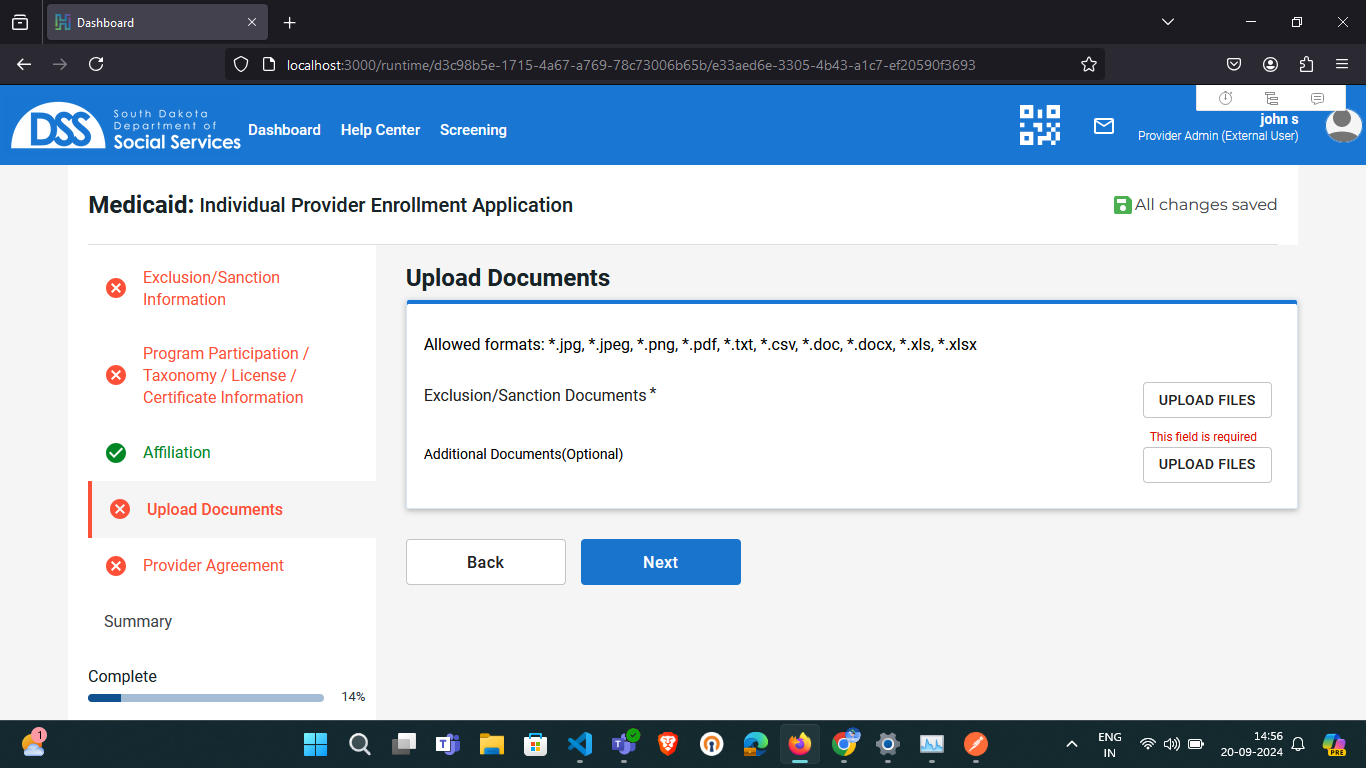 Dashboard
localhost:3000/runtime/d3c98b5e-1715-4a67-a769-78c73006b65b/e33aed6e-3305-4b43-a1c7-ef20590f3693
DSS
South Dakota
Department of
Social Services
Dashboard
Help Center
Screening
john s
Provider Admin (External User)
Medicaid: Individual Provider Enrollment Application
All changes saved
Exclusion/Sanction
Information
Program Participation /
Taxonomy / License /
Certificate Information
Affiliation
Upload Documents
Provider Agreement
Summary
Complete
14%
Upload Documents
Allowed formats: *.jpg, *.jpeg, *.png, *.pdf, *.txt, *.csv, *.doc, *.docx, *.xls, *.xlsx
Exclusion/Sanction Documents *
UPLOAD FILES
This field is required
Additional Documents(Optional)
UPLOAD FILES
Back
Next
1
ENG
IN
14:56
20-09-2024
PRE